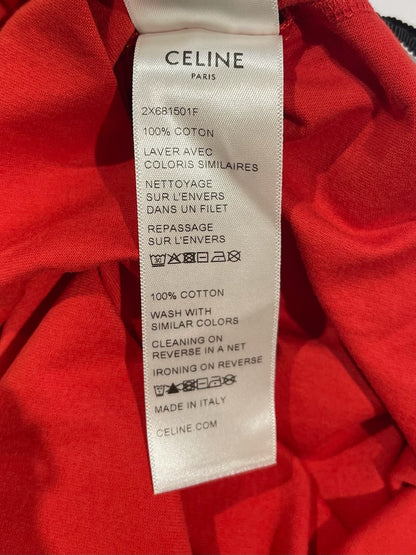 CELINE
PARIS
2X681501F
100% COTTON
LAVER AVEC
COLORIS SIMILAIRES
NETTOYAGE
SUR L'ENVERS
DANS UN FILET
REPASSAGE
SUR L'ENVERS
100% COTTON
WASH WITH
SIMILAR COLORS
CLEANING ON
REVERSE IN A NET
IRONING ON REVERSE
MADE IN ITALY
CELINE.COM